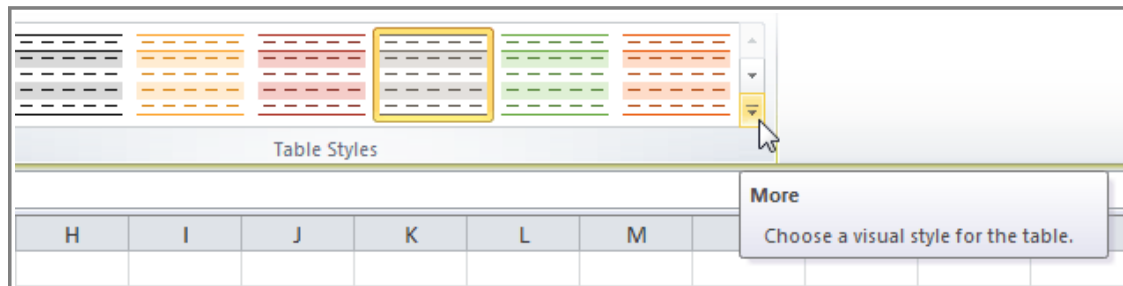 Table Styles
More
Choose a visual style for the table.
H I J K L M